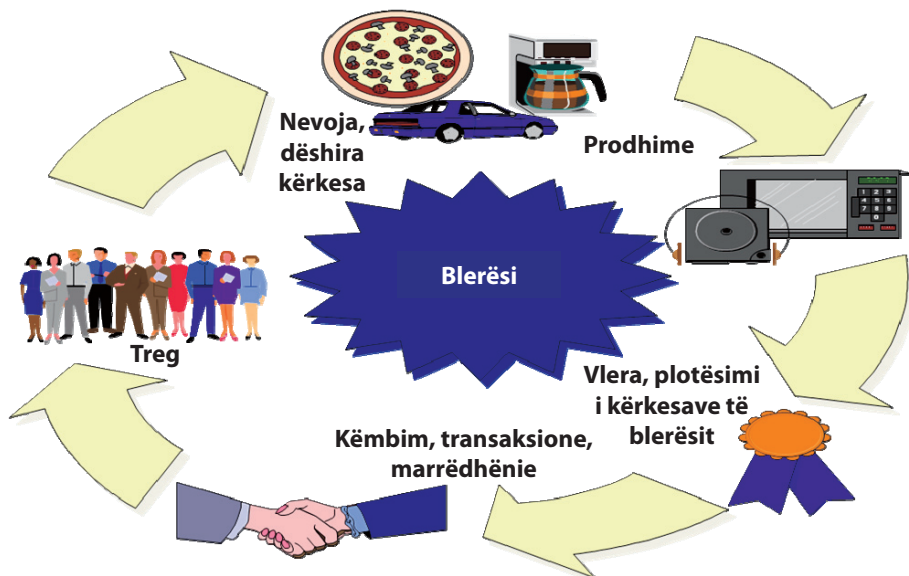 Nevoja,
dëshira
kërkesa
Prodhime
Blerësi
Vlera, plotësimi
i kërkesave të
blerësit
Këmbim, transaksione,
marrëdhënie
Treg